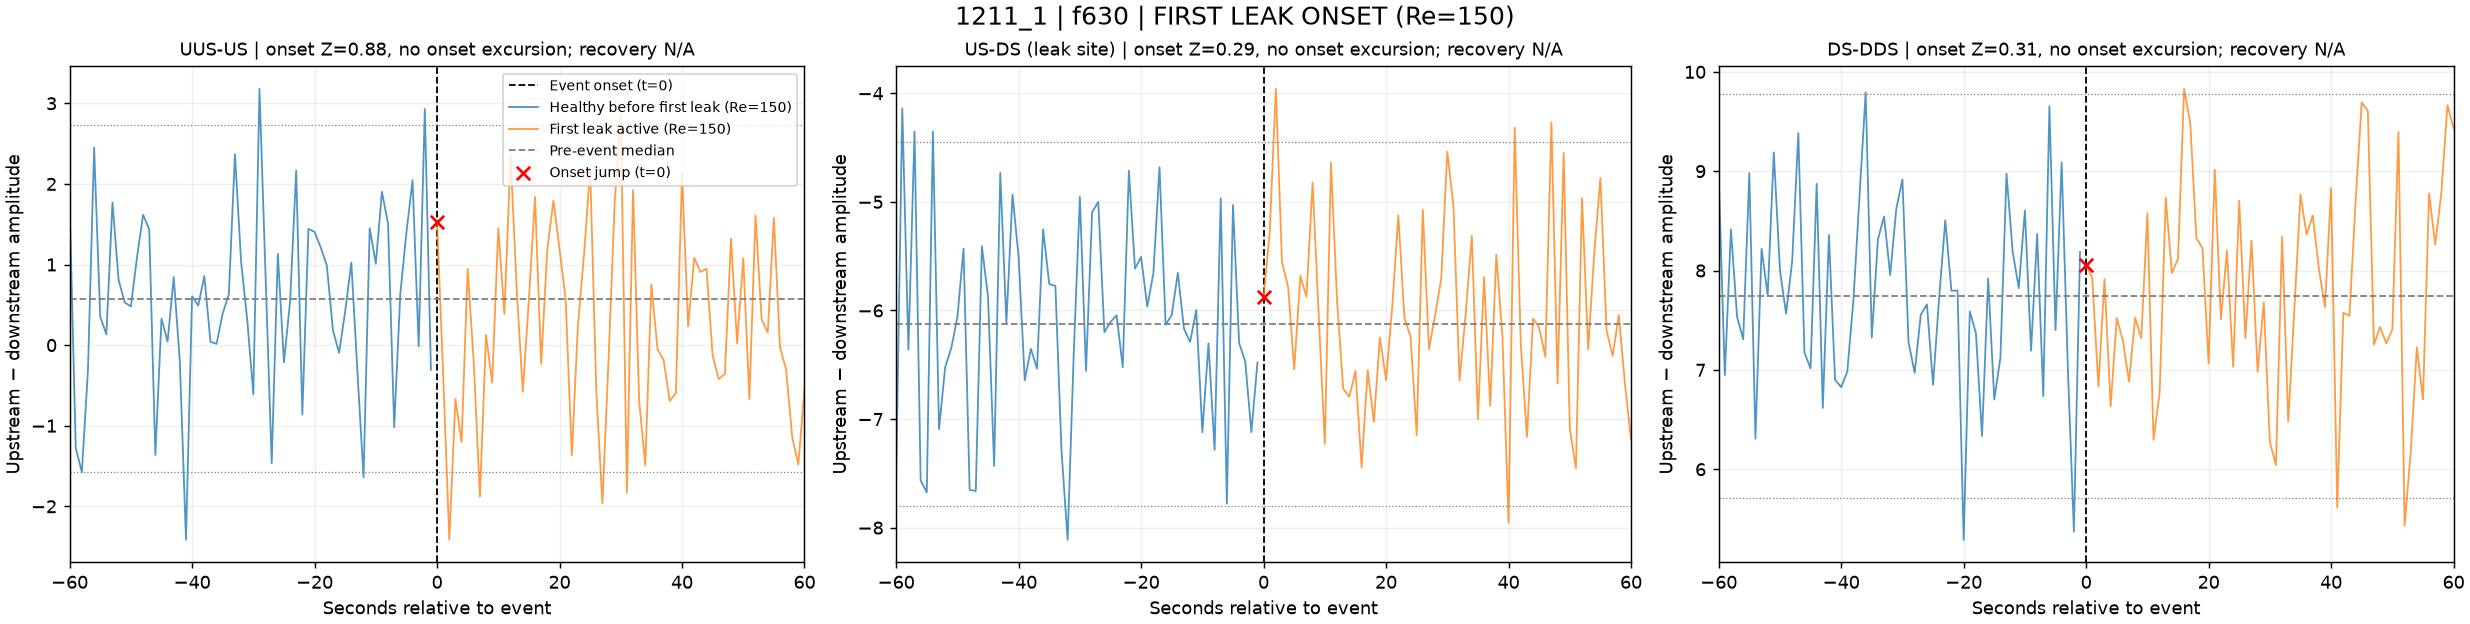 1211_1 | f630 | FIRST LEAK ONSET (Re=150)
UUS-US | onset Z=0.88, no onset excursion; recovery N/A
Upstream − downstream amplitude
3
2
1
0
−1
−2
Event onset (t=0)
Healthy before first leak (Re=150)
First leak active (Re=150)
Pre-event median
Onset jump (t=0)
−60
−40
−20
0
20
40
60
Seconds relative to event
US-DS (leak site) | onset Z=0.29, no onset excursion; recovery N/A
Upstream − downstream amplitude
−4
−5
−6
−7
−8
−60
−40
−20
0
20
40
60
Seconds relative to event
DS-DDS | onset Z=0.31, no onset excursion; recovery N/A
Upstream − downstream amplitude
10
9
8
7
6
−60
−40
−20
0
20
40
60
Seconds relative to event